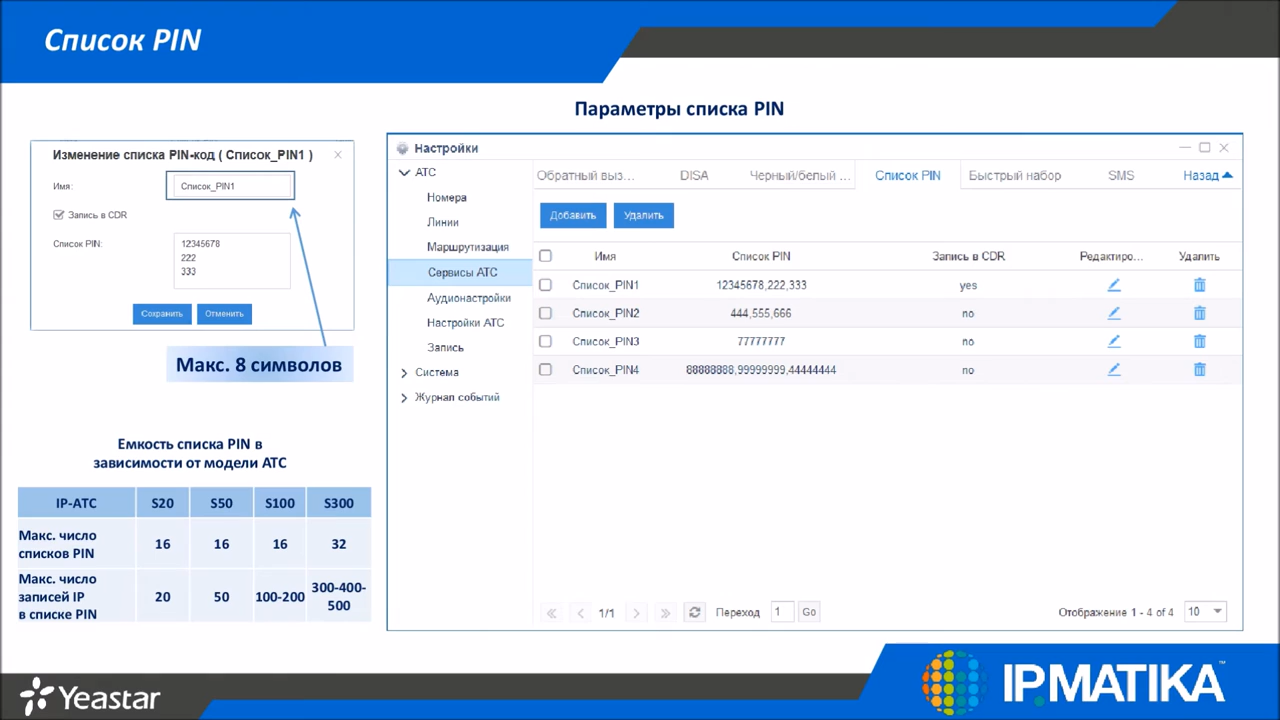 Список PIN
Параметры списка PIN
Изменение списка PIN-код ( Список_PIN1 )
Имя:
Список_PIN1
Запись в CDR
Список PIN:
12345678
222
333
Сохранить
Отменить
Макс. 8 символов
Емкость списка PIN в
зависимости от модели АТС
IP-АТС S20 S50 S100 S300
Макс. число
списков PIN
16 16 16 32
Макс. число
записей IP
в списке PIN
20 50 100-200 300-400-
500
Настройки
АТС
Номера
Линии
Маршрутизация
Сервисы АТС
Аудионастройки
Настройки АТС
Запись
Система
Журнал событий
Обратный выз... DISA Черный/белый ... Список PIN Быстрый набор SMS Назад
Добавить Удалить
Имя Список PIN Запись в CDR Редактиро... Удалить
Список_PIN1 12345678,222,333 yes
Список_PIN2 444,555,666 no
Список_PIN3 77777777 no
Список_PIN4 88888888,99999999,44444444 no
1/1 Переход 1 Go Отображение 1 - 4 of 4 10
Yeastar
IPMATIKA™